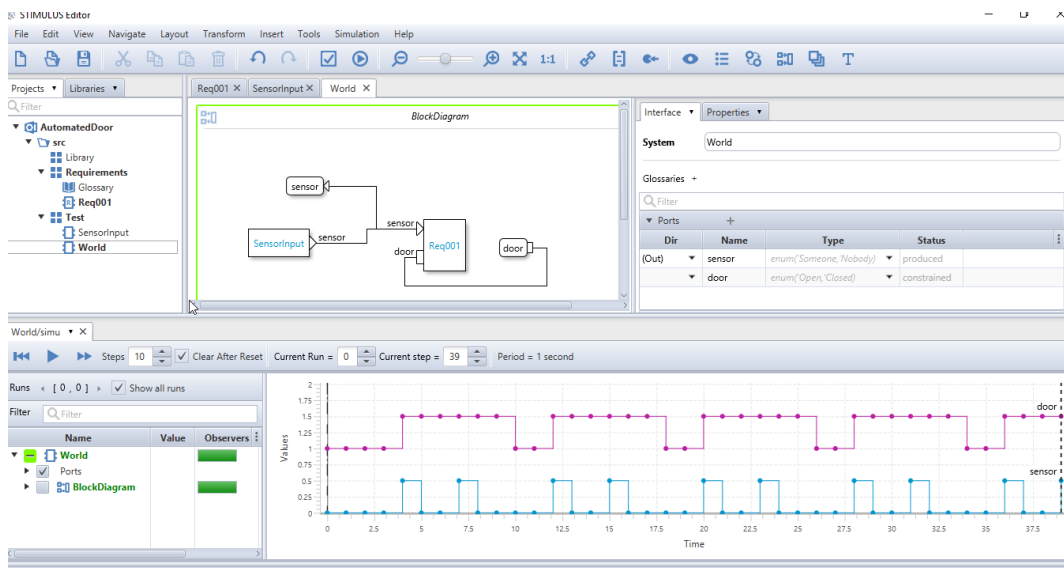 STIMULUS Editor
File Edit View Navigate Layout Transform Insert Tools Simulation Help
1:1 T
Projects Libraries
Filter
AutomatedDoor
src
Library
Requirements
Glossary
Req001
Test
SensorInput
World
Req001 SensorInput World
BlockDiagram
sensor
SensorInput
sensor
sensor
door
Req001
door
Interface Properties
System World
Glossaries +
Filter
Ports +
Dir Name Type Status
(Out) sensor enum('Someone,'Nobody) produced
door enum('Open,'Closed) constrained
World/simu
Steps 10 Clear After Reset Current Run = 0 Current step = 39 Period = 1 second
Runs [ 0 , 0 ] Show all runs
Filter Filter
Name Value Observers
World
Ports
BlockDiagram
Values
2
1.75
1.5
1.25
1
0.75
0.5
0.25
0
door
sensor
0 2.5 5 7.5 10 12.5 15 17.5 20 22.5 25 27.5 30 32.5 35 37.5
Time